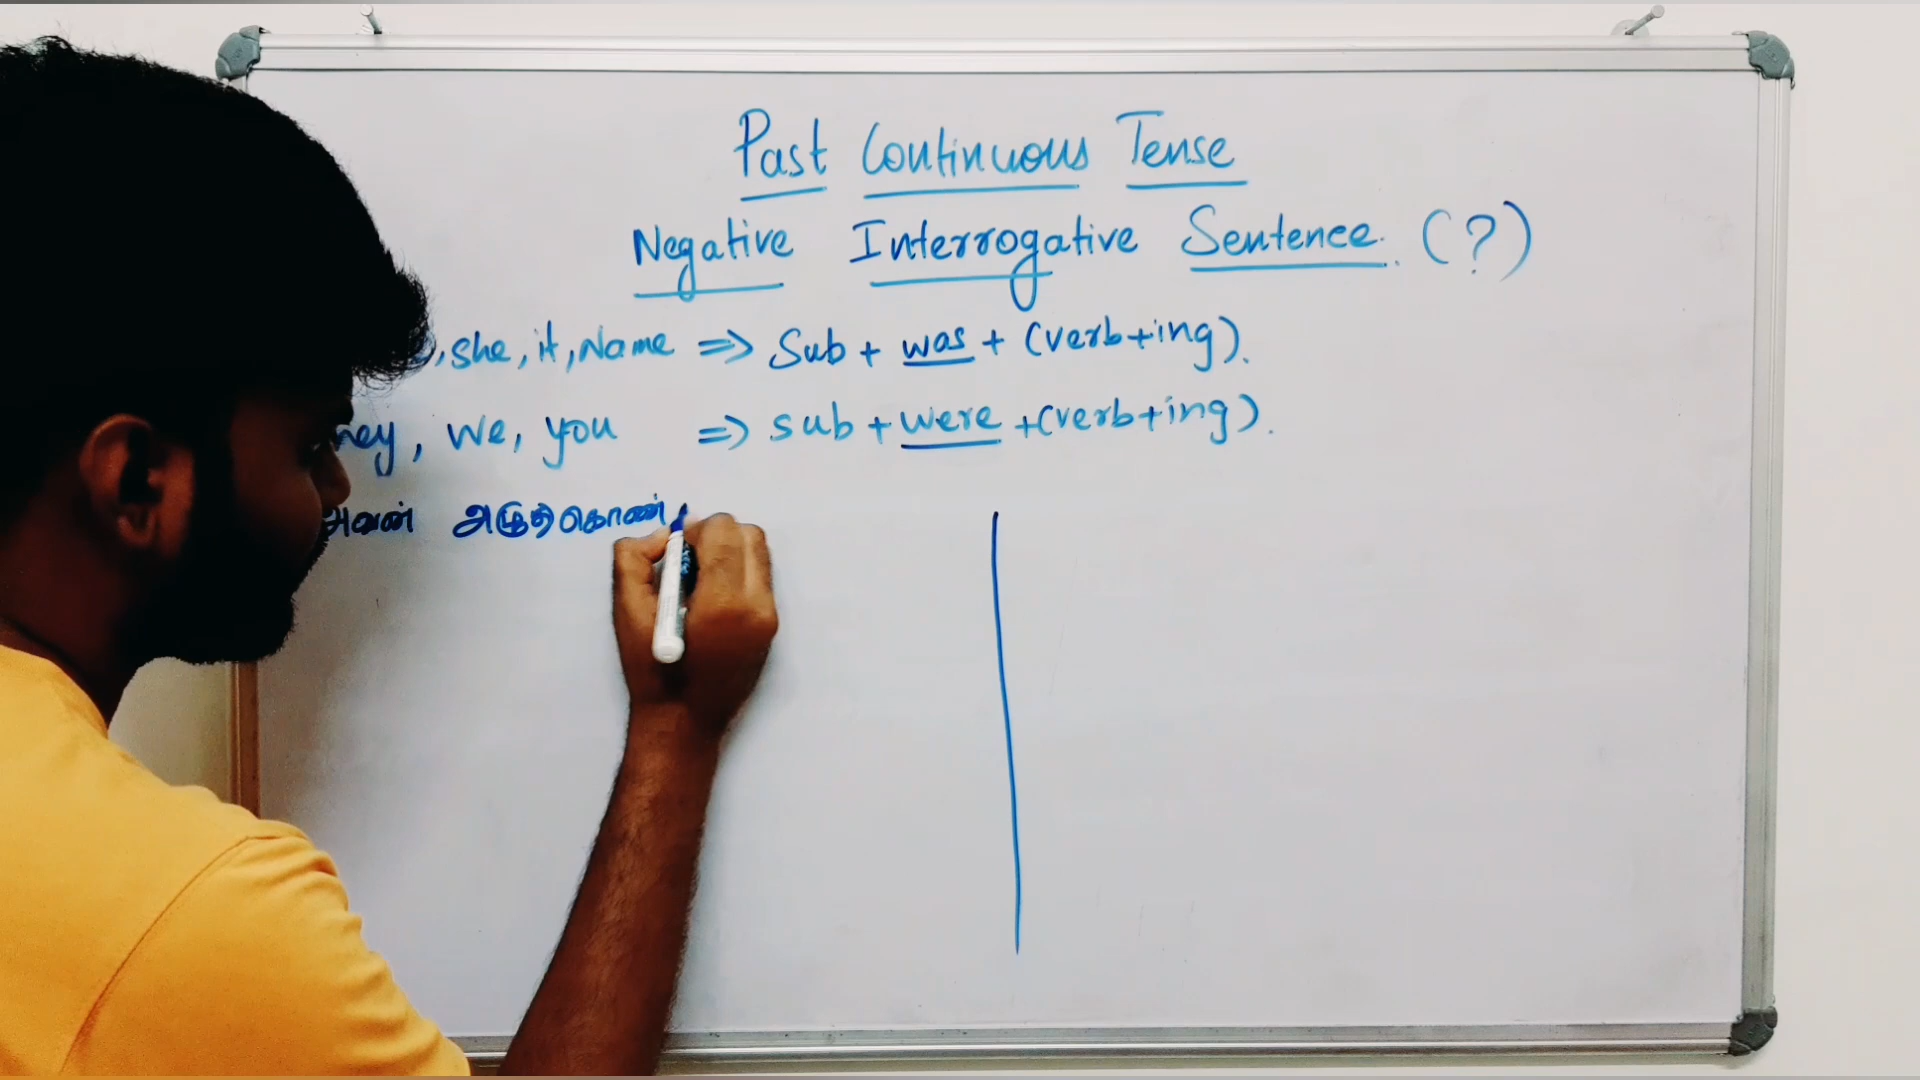 Past Continuous Tense
Negative Interrogative Sentence. (?)
, she, it, Name => Sub + was + (verb+ing).
hey, we, you => sub + were + (verb+ing).
அவன் அழுதுகொண்